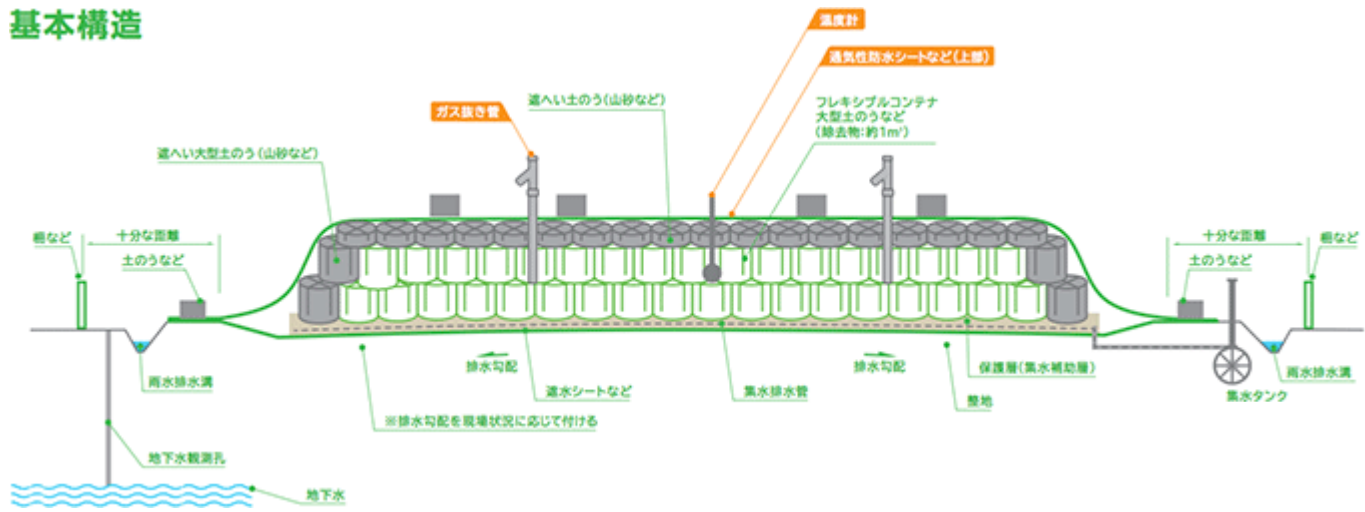 基本構造
温度計
通気性防水シートなど(上部)
ガス抜き管
遮へい土のう(山砂など)
フレキシブルコンテナ
大型土のうなど
(除去物:約1㎥)
遮へい大型土のう(山砂など)
柵など
十分な距離
土のうなど
十分な距離
柵など
土のうなど
雨水排水溝
排水勾配
遮水シートなど
集水排水管
排水勾配
保護層(集水補助層)
整地
集水タンク
雨水排水溝
※排水勾配を現場状況に応じて付ける
地下水観測孔
地下水